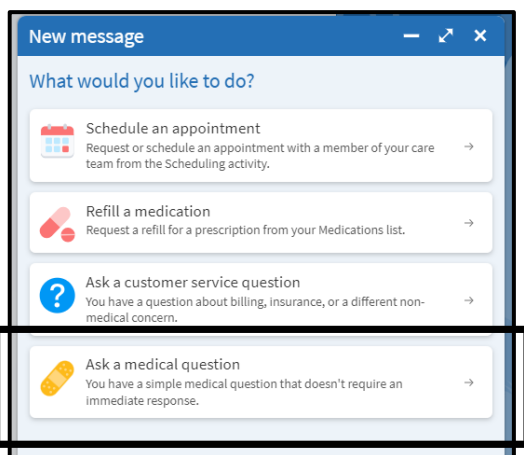 New message
What would you like to do?
Schedule an appointment
Request or schedule an appointment with a member of your care
team from the Scheduling activity.
Refill a medication
Request a refill for a prescription from your Medications list.
Ask a customer service question
You have a question about billing, insurance, or a different non-
medical concern.
Ask a medical question
You have a simple medical question that doesn't require an
immediate response.